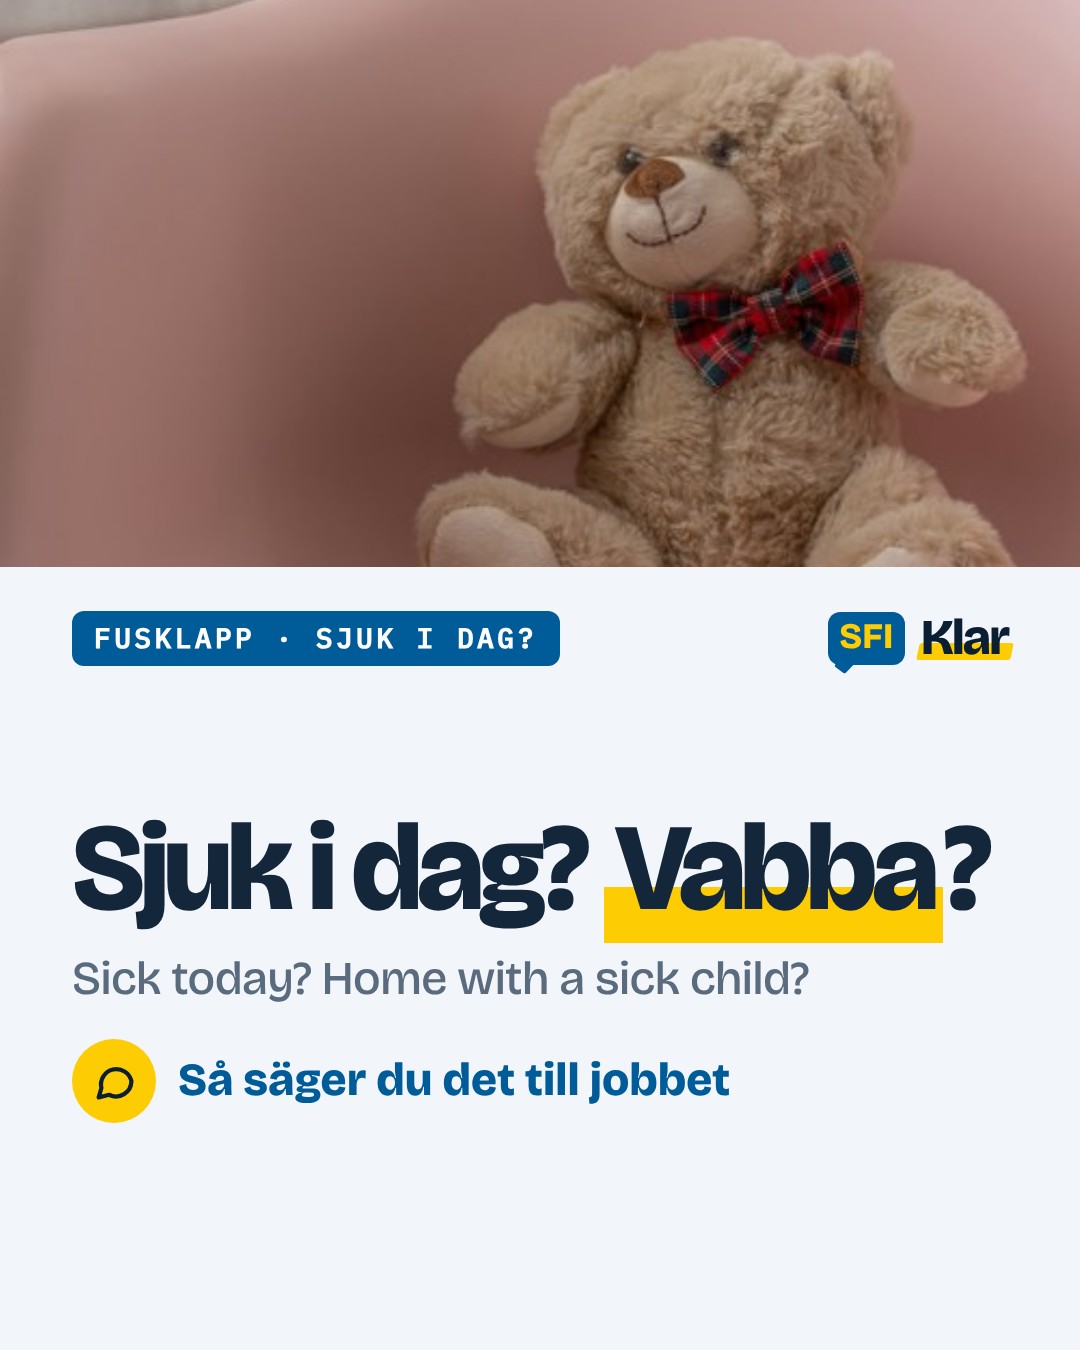 FUSKLAPP · SJUK I DAG?
SFI Klar
Sjuk i dag? Vabba?
Sick today? Home with a sick child?
Så säger du det till jobbet